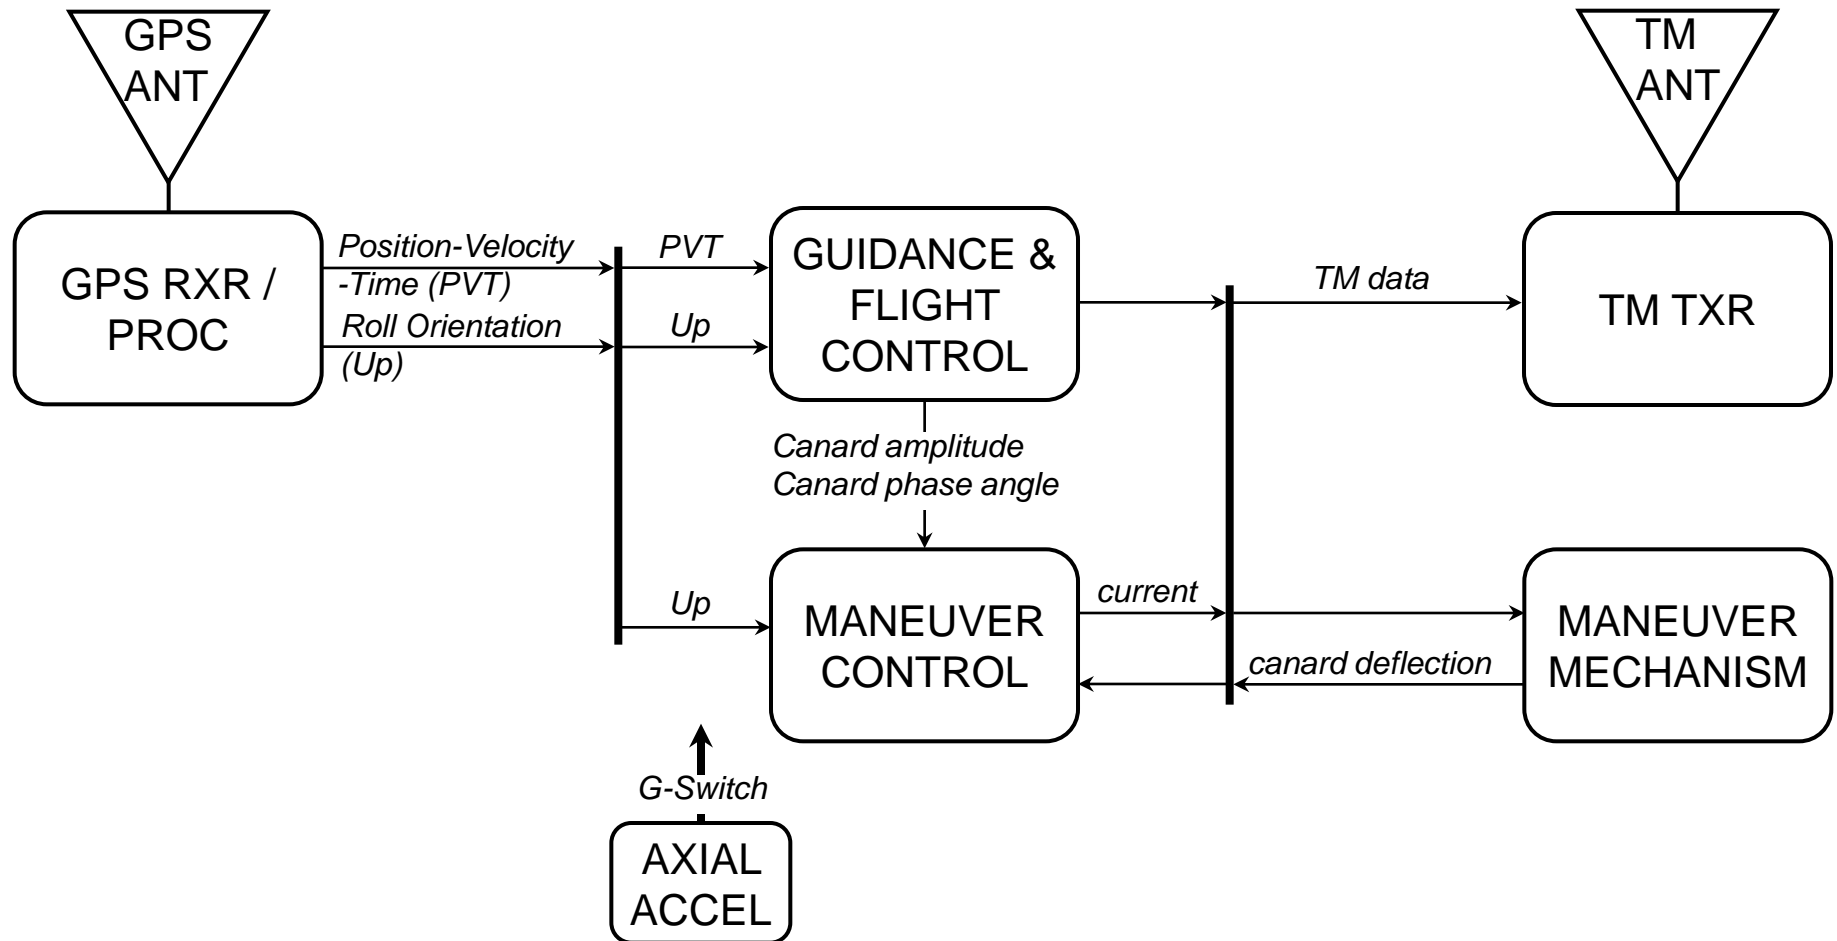 GPS
ANT
TM
ANT
GPS RXR /
PROC
Position-Velocity
-Time (PVT)
Roll Orientation
(Up)
PVT
Up
GUIDANCE &
FLIGHT
CONTROL
TM data
TM TXR
Canard amplitude
Canard phase angle
Up
MANEUVER
CONTROL
current
canard deflection
MANEUVER
MECHANISM
G-Switch
AXIAL
ACCEL